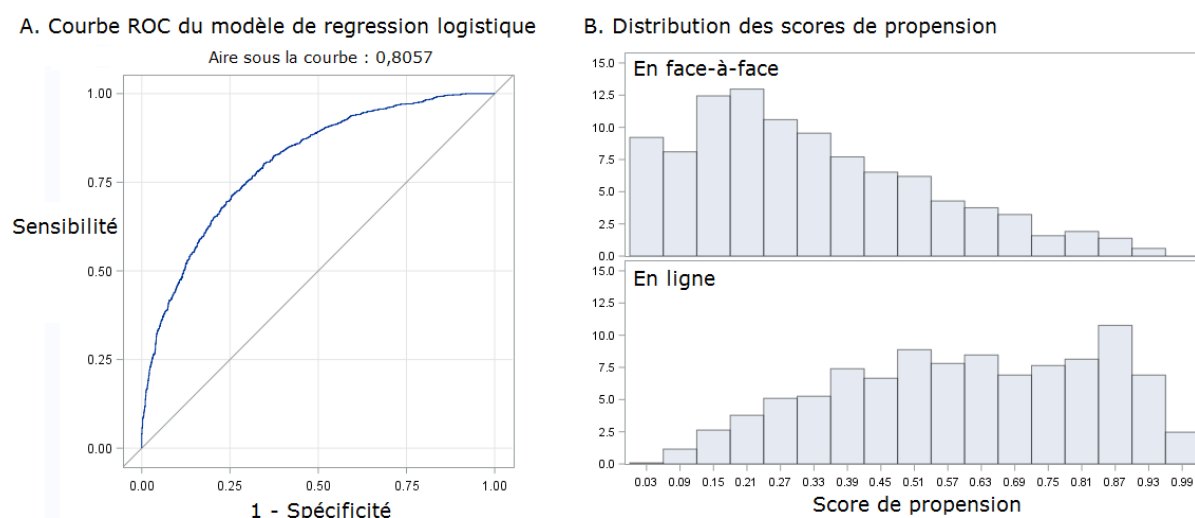 A. Courbe ROC du modèle de regression logistique
Aire sous la courbe : 0,8057
1.00
0.75
Sensibilité
0.50
0.25
0.00
0.00 0.25 0.50 0.75 1.00
1 - Spécificité
B. Distribution des scores de propension
15.0
En face-à-face
12.5
10.0
7.5
5.0
2.5
0.0
15.0
En ligne
12.5
10.0
7.5
5.0
2.5
0.0
0.03 0.09 0.15 0.21 0.27 0.33 0.39 0.45 0.51 0.57 0.63 0.69 0.75 0.81 0.87 0.93 0.99
Score de propension